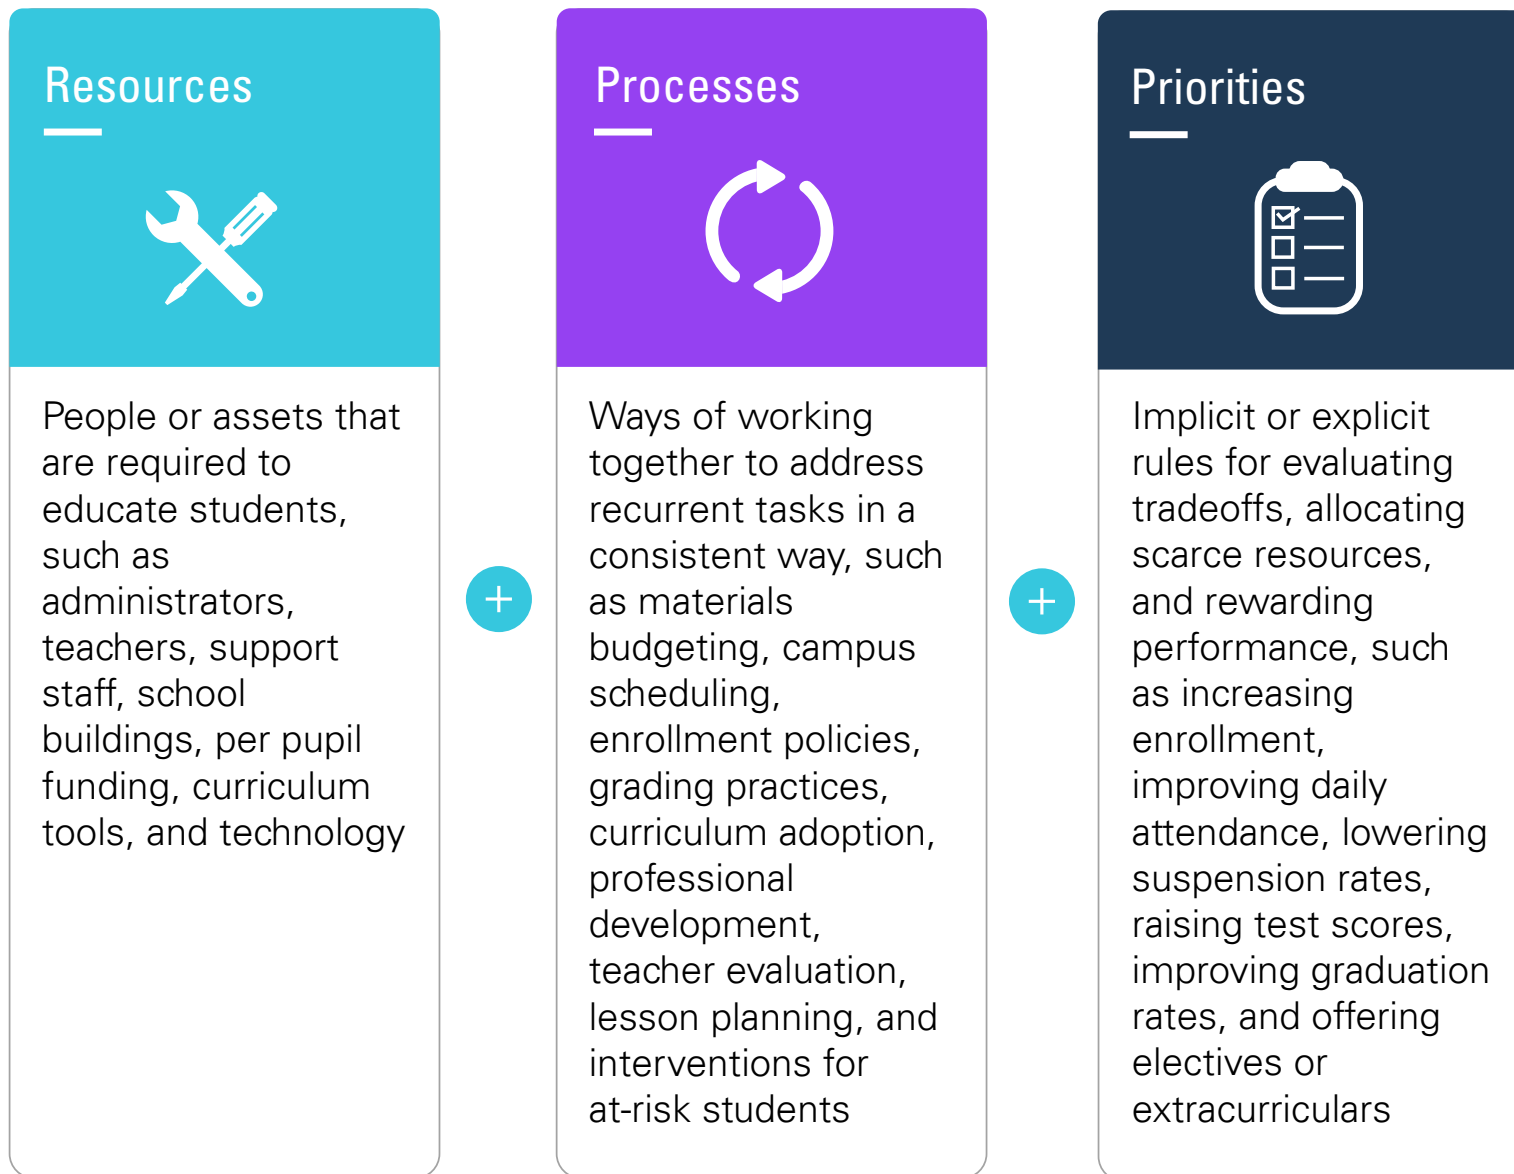 Resources
People or assets that
are required to
educate students,
such as
administrators,
teachers, support
staff, school
buildings, per pupil
funding, curriculum
tools, and technology
+
Processes
Ways of working
together to address
recurrent tasks in a
consistent way, such
as materials
budgeting, campus
scheduling,
enrollment policies,
grading practices,
curriculum adoption,
professional
development,
teacher evaluation,
lesson planning, and
interventions for
at-risk students
+
Priorities
Implicit or explicit
rules for evaluating
tradeoffs, allocating
scarce resources,
and rewarding
performance, such
as increasing
enrollment,
improving daily
attendance, lowering
suspension rates,
raising test scores,
improving graduation
rates, and offering
electives or
extracurriculars